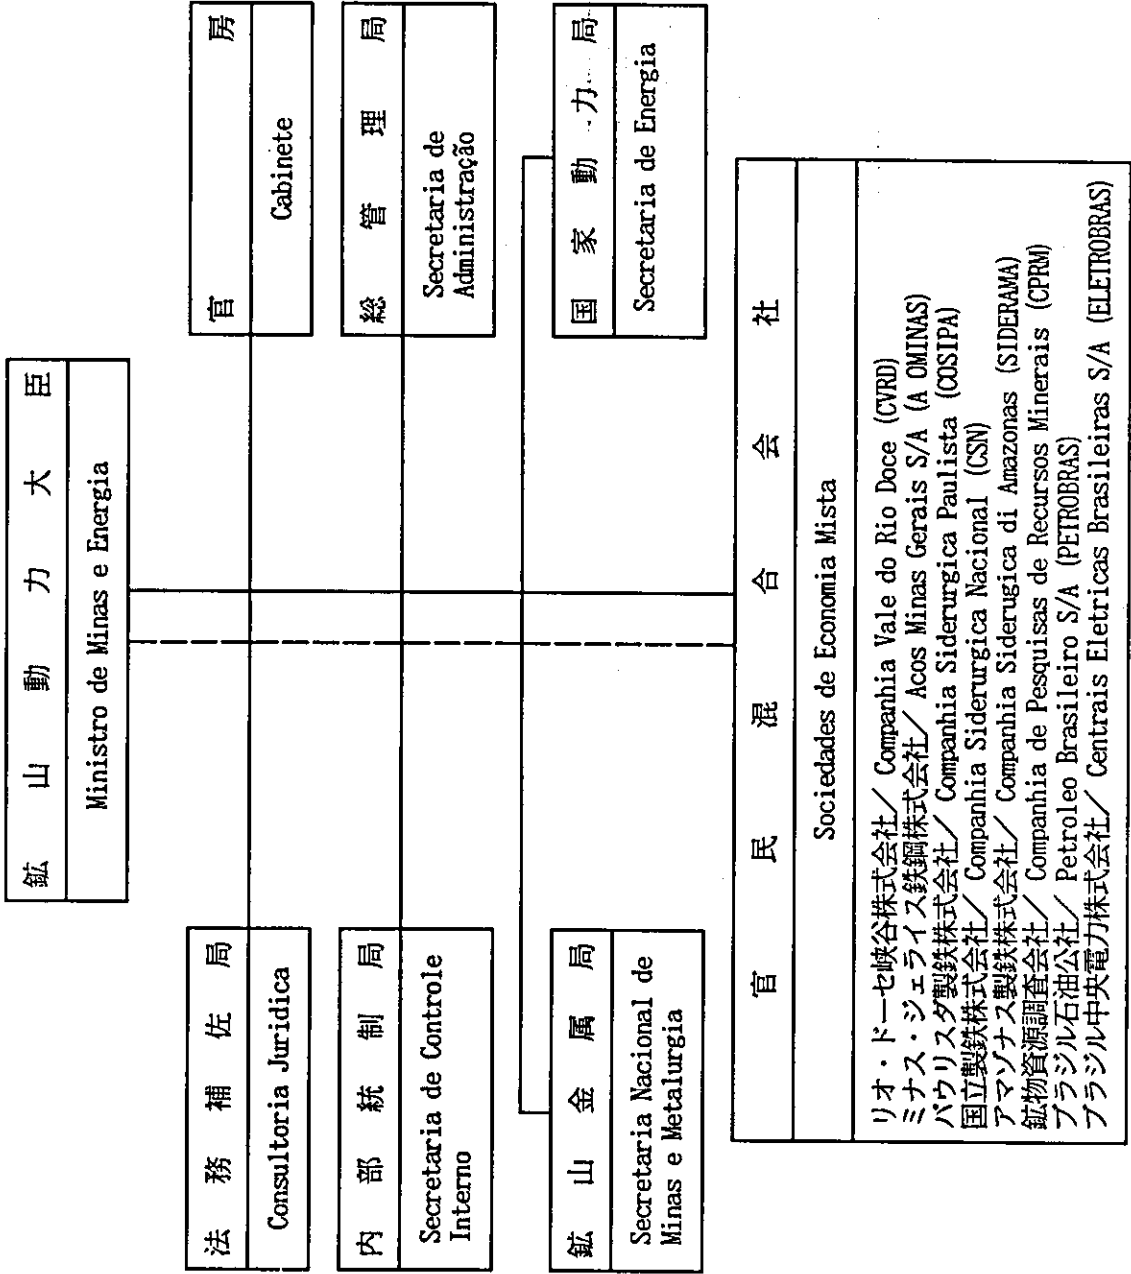 鉱山動力大臣
Ministro de Minas e Energia
法務補佐局
Consultoria Juridica
官房
Cabinete
内部統制局
Secretaria de Controle
Interno
総管理局
Secretaria de
Administração
鉱山金属局
Secretaria Nacional de
Minas e Metalurgia
国家動力局
Secretaria de Energia
官民混合会社
Sociedades de Economia Mista
リオ・ドーセ峡谷株式会社／Companhia Vale do Rio Doce (CVRD)
ミナス・ジェライス鉄鋼株式会社／Acos Minas Gerais S/A (A OMINAS)
パウリスタ製鉄株式会社／Companhia Siderurgica Paulista (COSIPA)
国立製鉄株式会社／Companhia Siderurgica Nacional (CSN)
アマゾナス製鉄株式会社／Companhia Siderugica di Amazonas (SIDERAMA)
鉱物資源調査会社／Companhia de Pesquisas de Recursos Minerais (CPRM)
ブラジル石油公社／Petroleo Brasileiro S/A (PETROBRAS)
ブラジル中央電力株式会社／Centrais Eletricas Brasileiras S/A (ELETROBRAS)